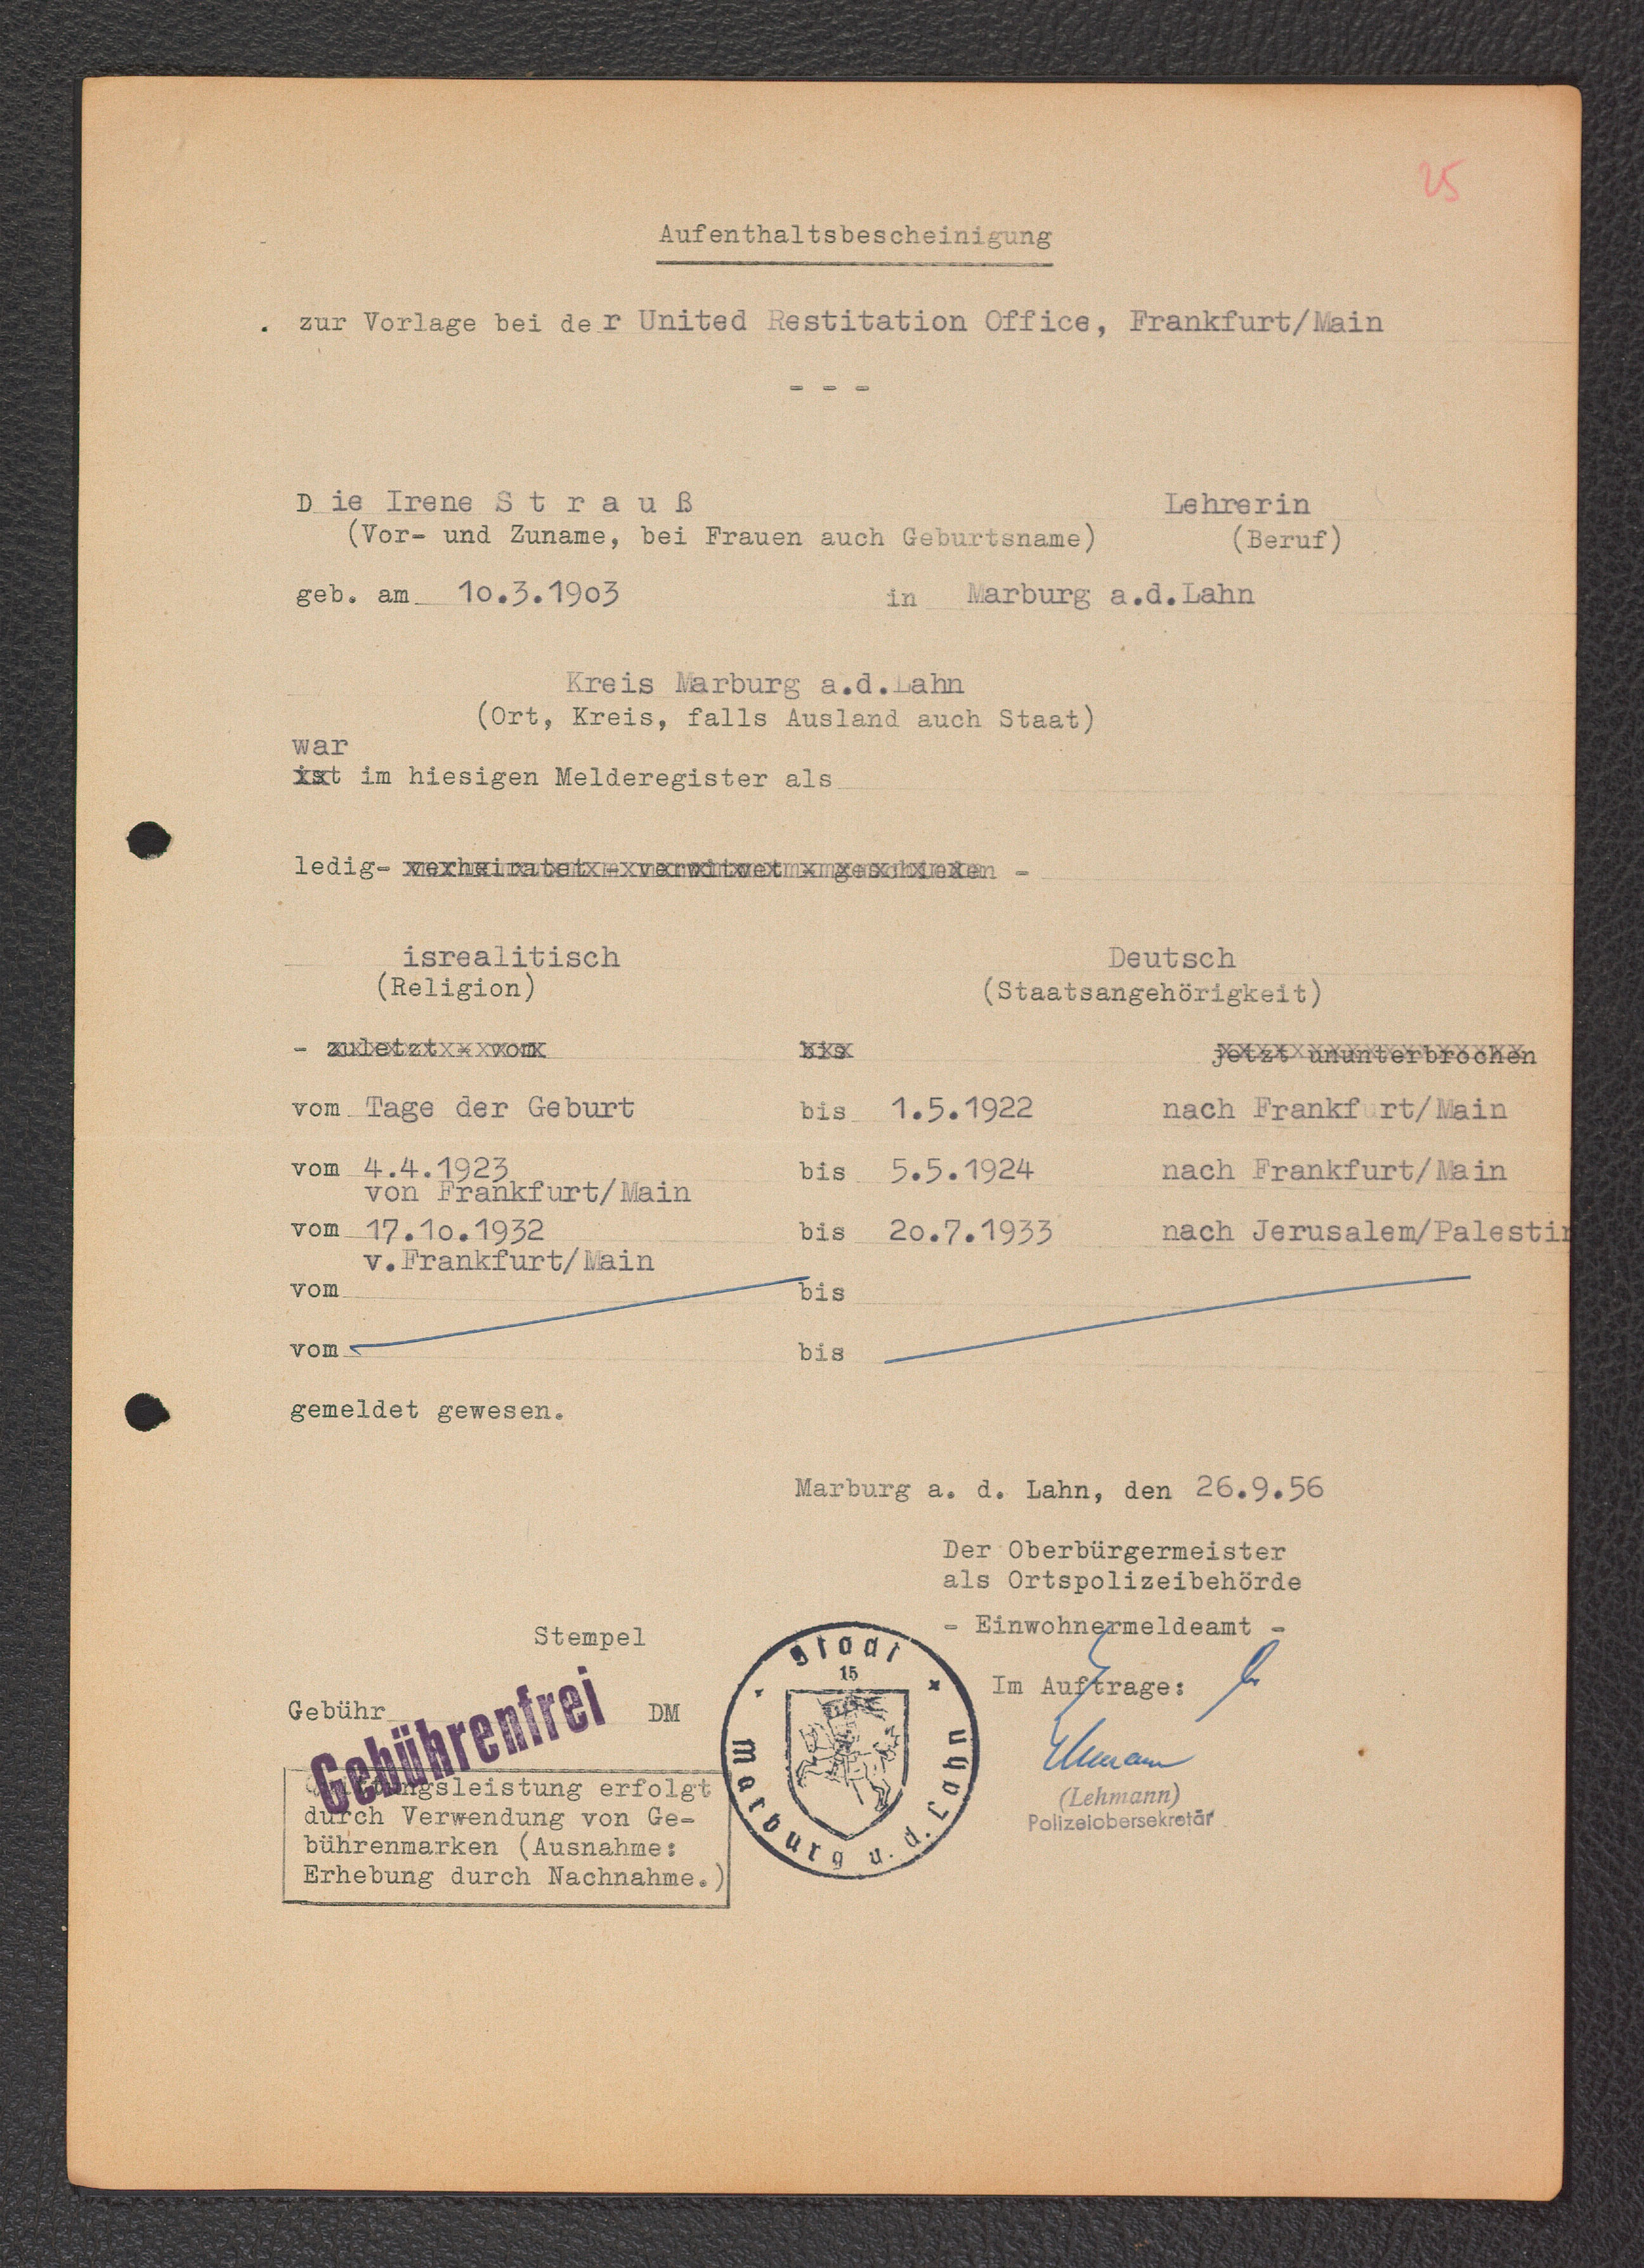 25
Aufenthaltsbescheinigung
. zur Vorlage bei der United Restitation Office, Frankfurt/Main
- - -
Die Irene S t r a u ß Lehrerin
(Vor- und Zuname, bei Frauen auch Geburtsname) (Beruf)
geb. am 10.3.1903 in Marburg a.d.Lahn
Kreis Marburg a.d.Lahn
(Ort, Kreis, falls Ausland auch Staat)
war
ist im hiesigen Melderegister als
ledig- verheiratet - verwitwet - geschieden -
isrealitisch Deutsch
(Religion) (Staatsangehörigkeit)
- zuletzt - vom bis jetzt ununterbrochen
vom Tage der Geburt bis 1.5.1922 nach Frankfurt/Main
vom 4.4.1923 bis 5.5.1924 nach Frankfurt/Main
von Frankfurt/Main
vom 17.10.1932 bis 20.7.1933 nach Jerusalem/Palestin
v.Frankfurt/Main
vom bis
vom bis
gemeldet gewesen.
Marburg a. d. Lahn, den 26.9.56
Der Oberbürgermeister
als Ortspolizeibehörde
- Einwohnermeldeamt -
Stempel
Im Auftrage:
Gebühr DM
Gebührenfrei
Stadt
15
Marburg a. d. Lahn
(Lehmann)
Polizeiobersekretär
Quittungsleistung erfolgt
durch Verwendung von Ge-
bührenmarken (Ausnahme:
Erhebung durch Nachnahme.)